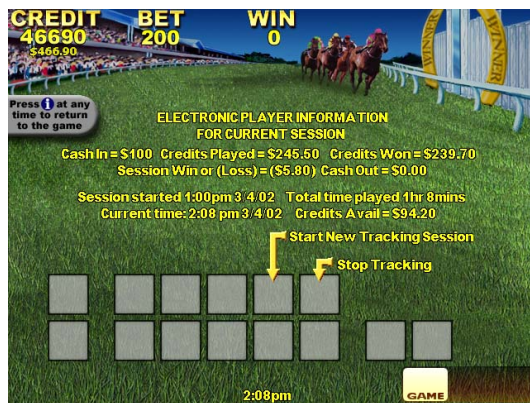 CREDIT BET WIN
46690 200 0
$466.90
WINNER
WINNER
Press i at any
time to return
to the game
ELECTRONIC PLAYER INFORMATION
FOR CURRENT SESSION
Cash In = $100 Credits Played = $245.50 Credits Won = $239.70
Session Win or (Loss) = ($5.80) Cash Out = $0.00
Session started 1:00pm 3/4/02 Total time played 1hr 8mins
Current time: 2:08 pm 3/4/02 Credits Avail = $94.20
Start New Tracking Session
Stop Tracking
2:08pm
GAME